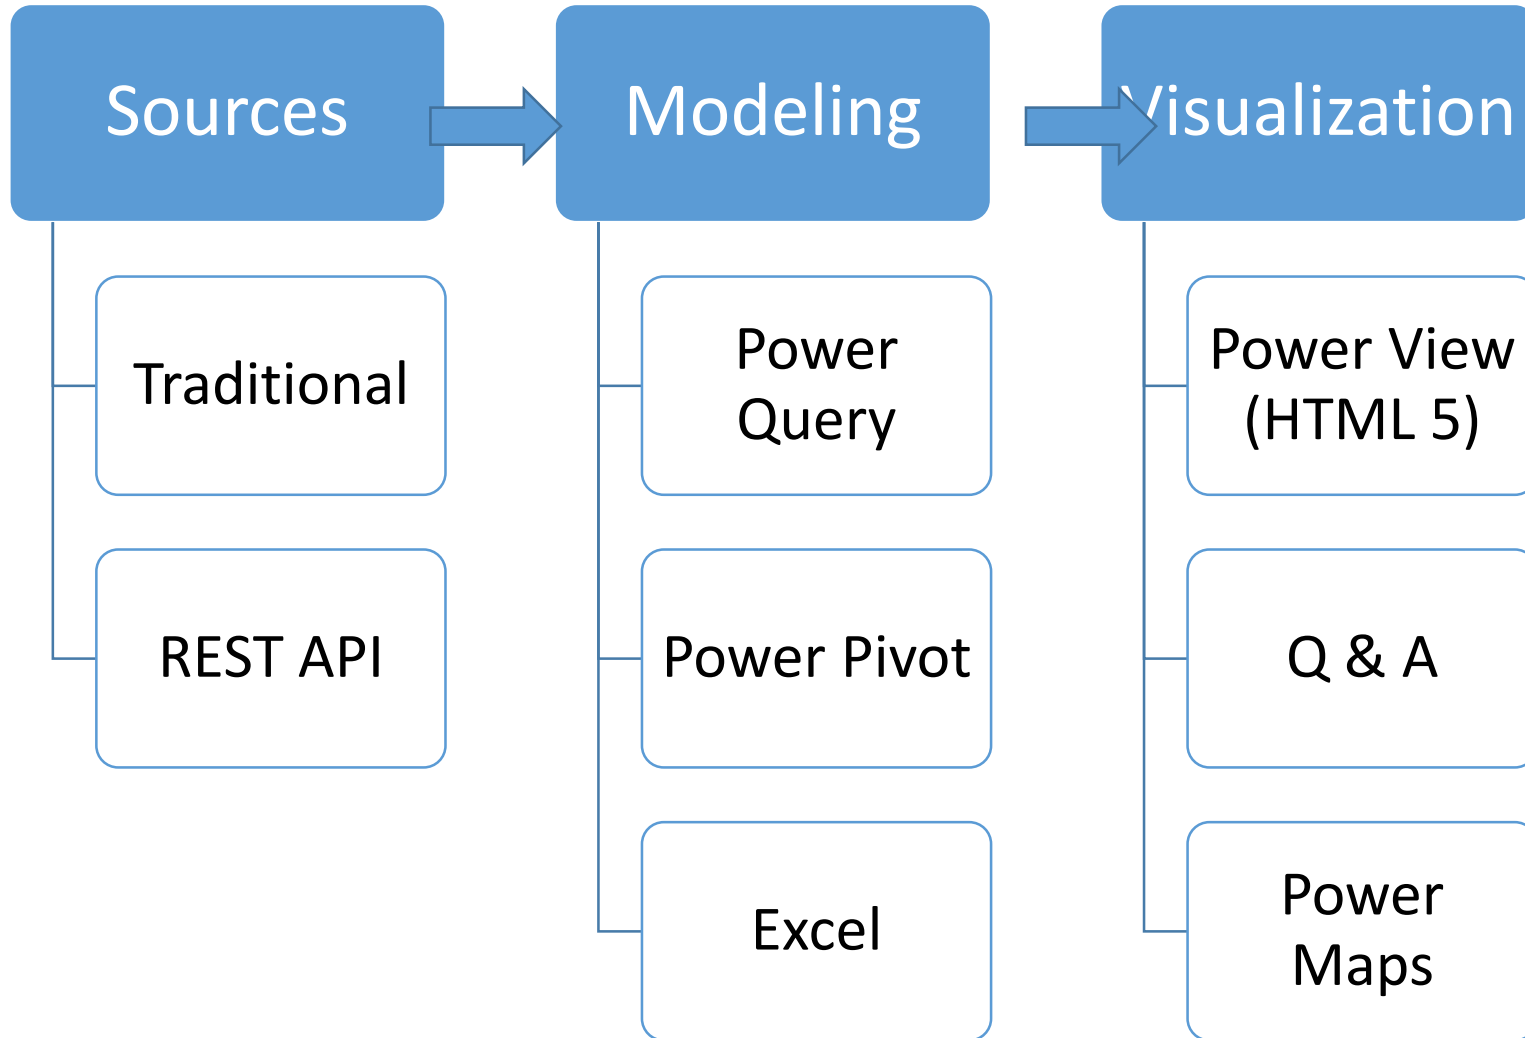 Sources
Modeling
Visualization
Traditional
REST API
Power
Query
Power Pivot
Excel
Power View
(HTML 5)
Q & A
Power
Maps